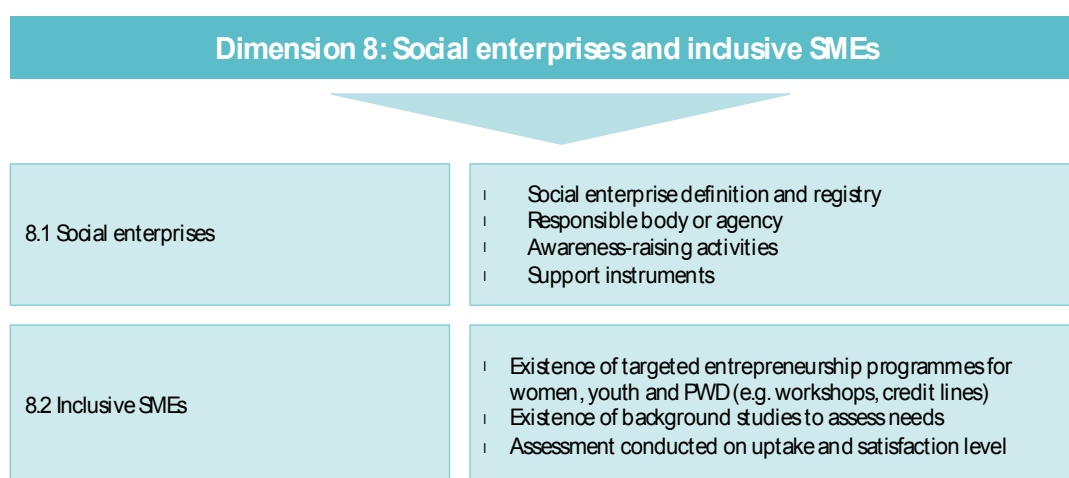 Dimension 8: Social enterprises and inclusive SMEs
8.1 Social enterprises
Social enterprise definition and registry
Responsible body or agency
Awareness-raising activities
Support instruments
8.2 Inclusive SMEs
Existence of targeted entrepreneurship programmes for
women, youth and PWD (e.g. workshops, credit lines)
Existence of background studies to assess needs
Assessment conducted on uptake and satisfaction level